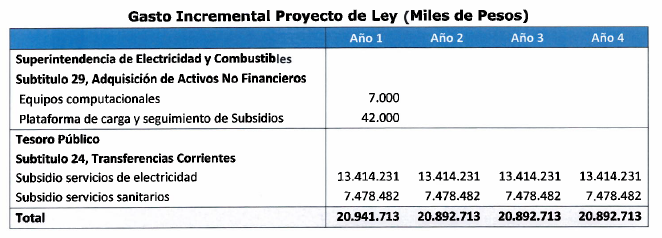 Gasto Incremental Proyecto de Ley (Miles de Pesos)
Año 1 Año 2 Año 3 Año 4
Superintendencia de Electricidad y Combustibles
Subtitulo 29, Adquisición de Activos No Financieros
Equipos computacionales 7.000
Plataforma de carga y seguimiento de Subsidios 42.000
Tesoro Público
Subtitulo 24, Transferencias Corrientes
Subsidio servicios de electricidad 13.414.231 13.414.231 13.414.231 13.414.231
Subsidio servicios sanitarios 7.478.482 7.478.482 7.478.482 7.478.482
Total 20.941.713 20.892.713 20.892.713 20.892.713